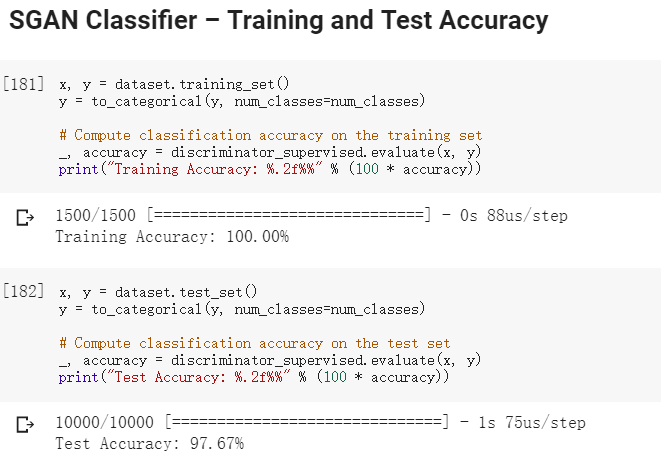 SGAN Classifier – Training and Test Accuracy
[181] x, y = dataset.training_set()
y = to_categorical(y, num_classes=num_classes)
# Compute classification accuracy on the training set
_, accuracy = discriminator_supervised.evaluate(x, y)
print("Training Accuracy: %.2f%%" % (100 * accuracy))
1500/1500 [==============================] - 0s 88us/step
Training Accuracy: 100.00%
[182] x, y = dataset.test_set()
y = to_categorical(y, num_classes=num_classes)
# Compute classification accuracy on the test set
_, accuracy = discriminator_supervised.evaluate(x, y)
print("Test Accuracy: %.2f%%" % (100 * accuracy))
10000/10000 [==============================] - 1s 75us/step
Test Accuracy: 97.67%